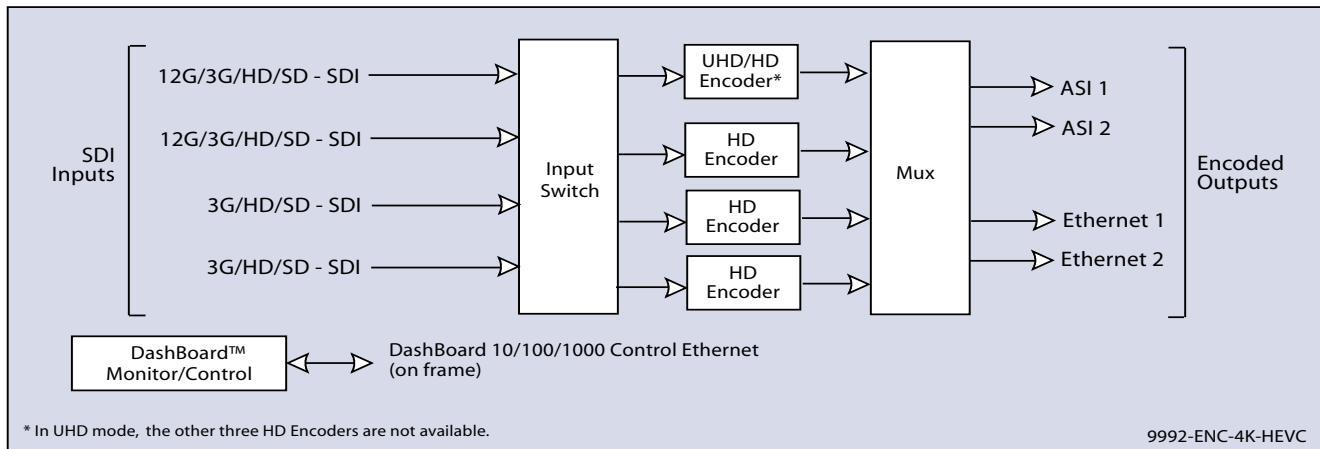 SDI
Inputs
12G/3G/HD/SD - SDI
12G/3G/HD/SD - SDI
3G/HD/SD - SDI
3G/HD/SD - SDI
Input
Switch
UHD/HD
Encoder*
HD
Encoder
HD
Encoder
HD
Encoder
Mux
ASI 1
ASI 2
Ethernet 1
Ethernet 2
Encoded
Outputs
DashBoard™
Monitor/Control
DashBoard 10/100/1000 Control Ethernet
(on frame)
* In UHD mode, the other three HD Encoders are not available.
9992-ENC-4K-HEVC